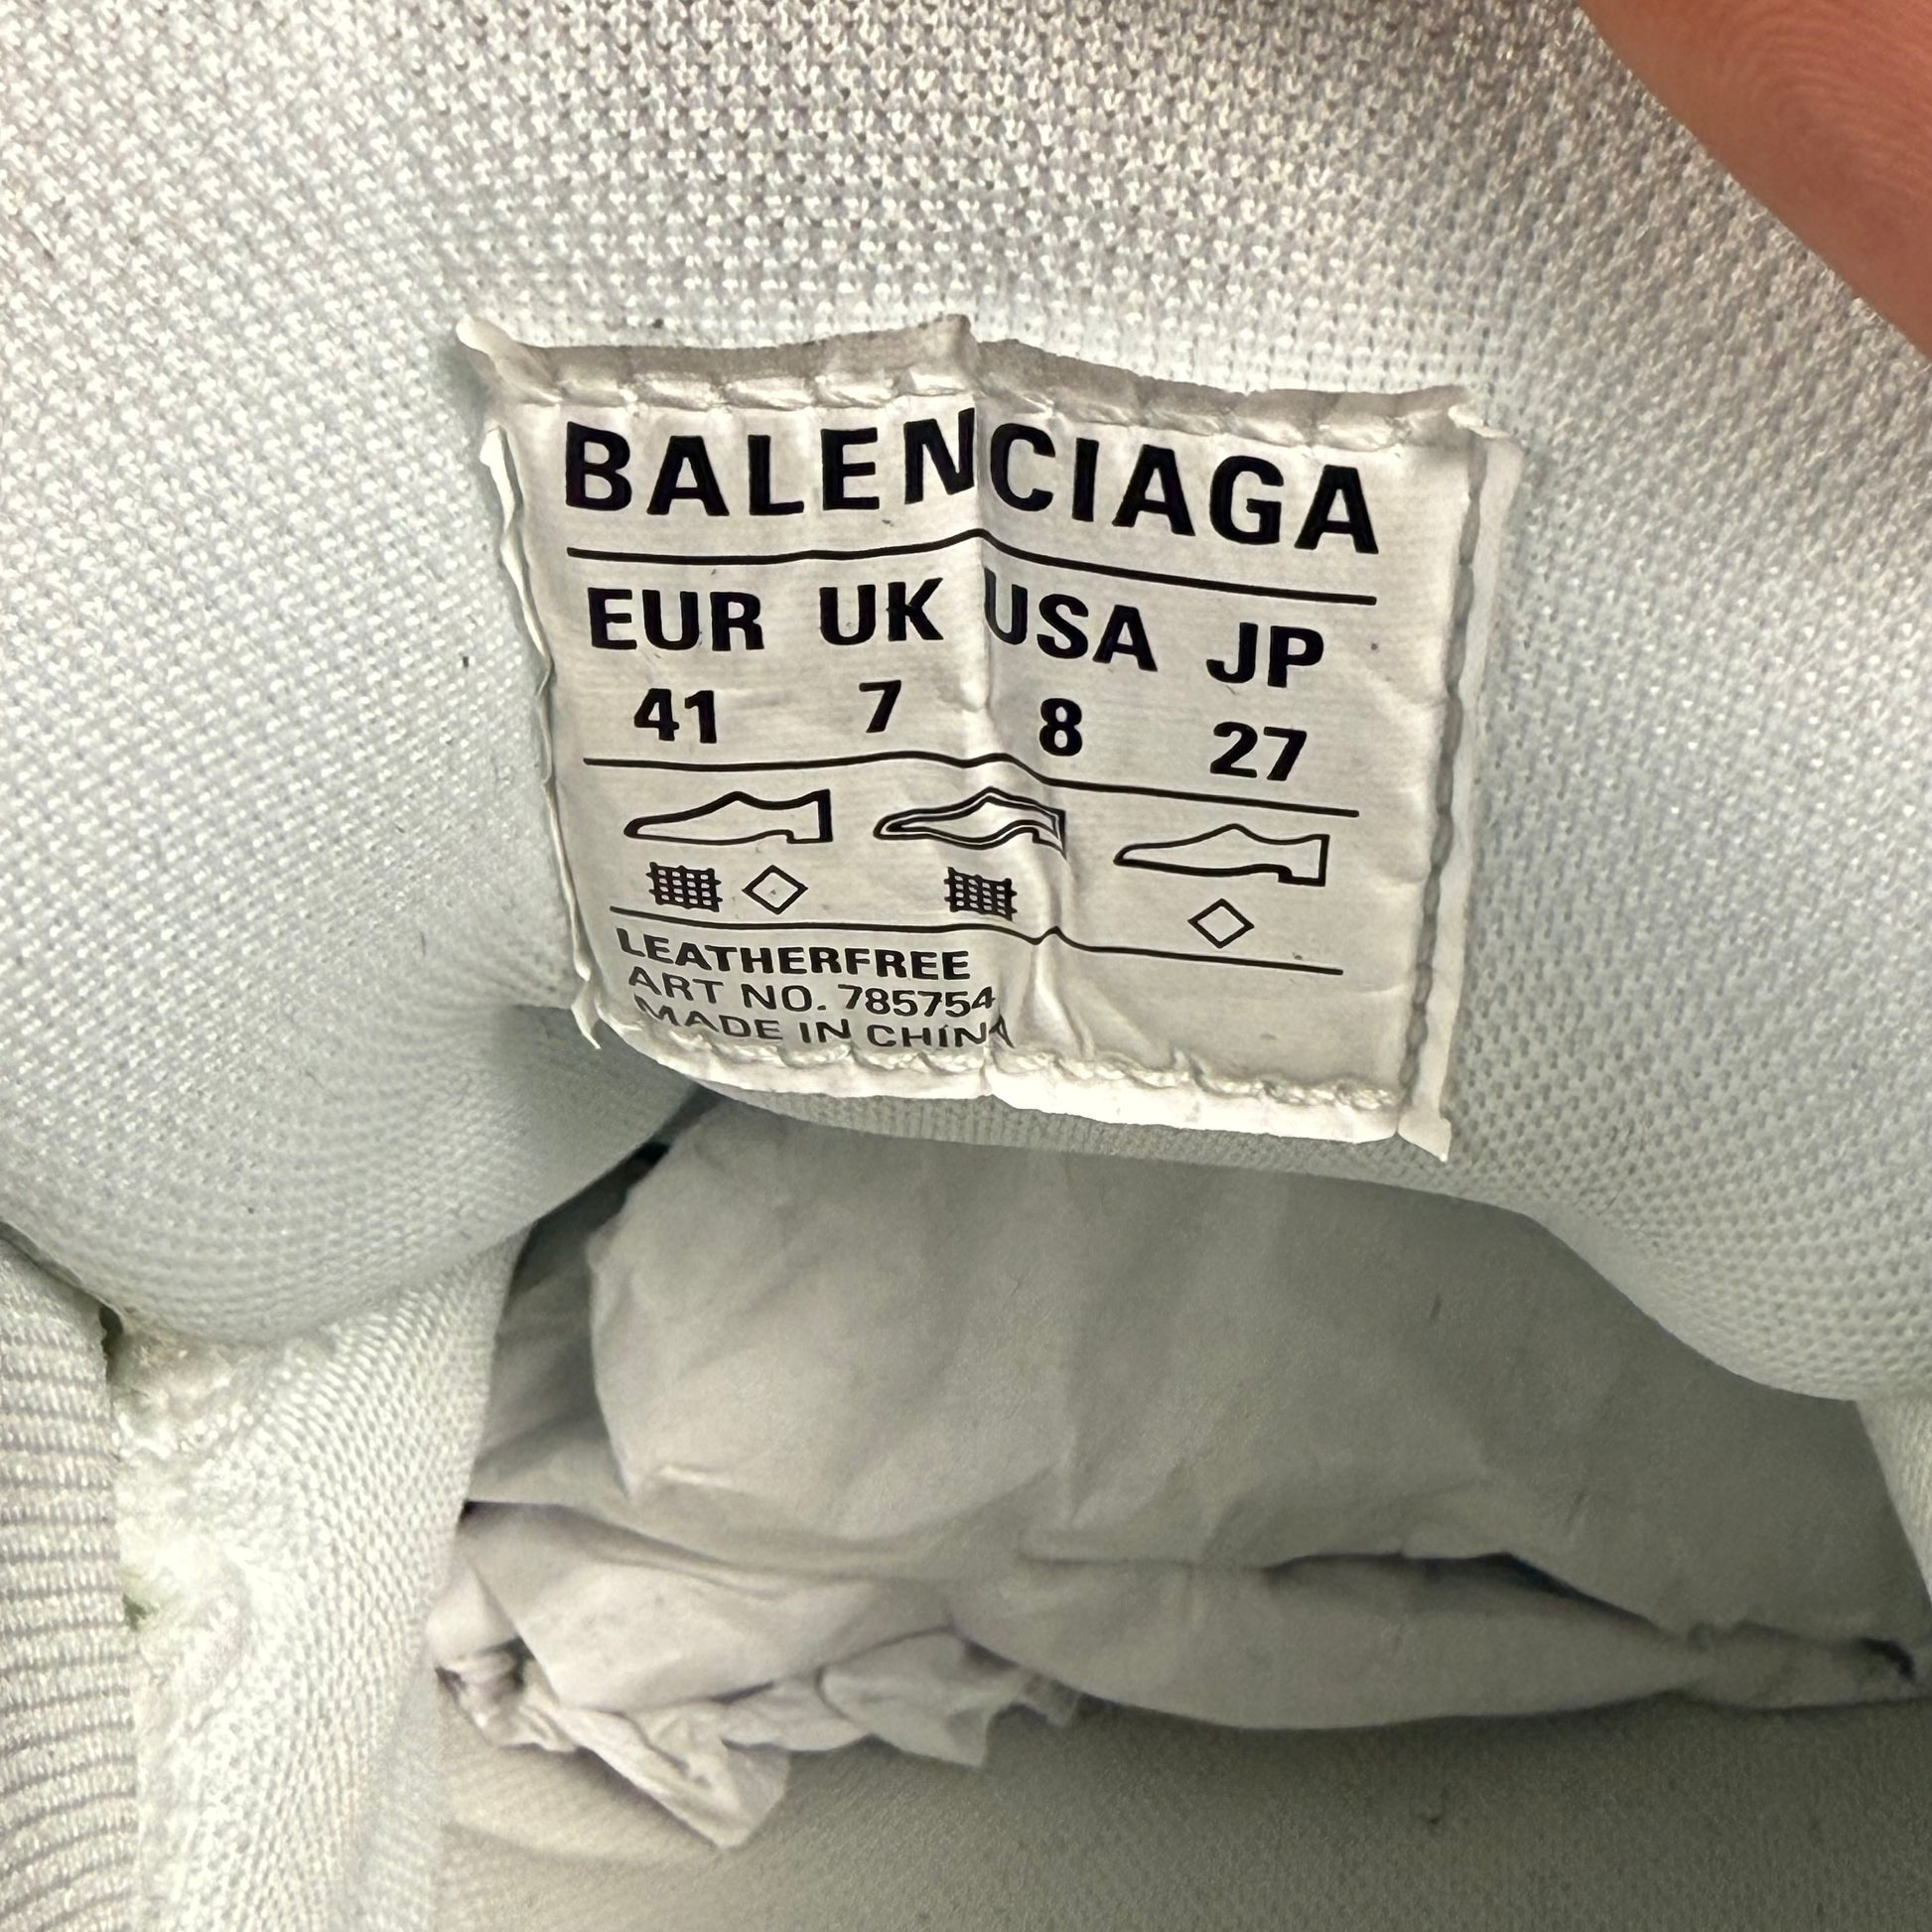 BALENCIAGA
EUR UK USA JP
41 7 8 27
LEATHERFREE
ART NO. 785754
MADE IN CHINA